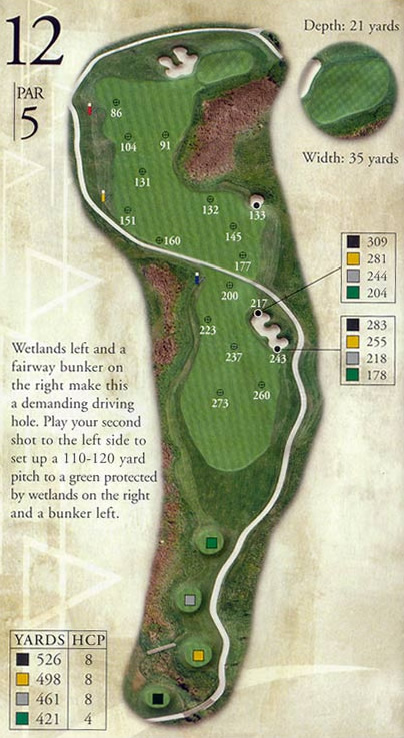 12
PAR
5
Depth: 21 yards
Width: 35 yards
86
104
91
131
132
133
151
145
160
177
200
217
223
237
243
273
260
309
281
244
204
283
255
218
178
Wetlands left and a
fairway bunker on
the right make this
a demanding driving
hole. Play your second
shot to the left side to
set up a 110-120 yard
pitch to a green protected
by wetlands on the right
and a bunker left.
YARDS HCP
526 8
498 8
461 8
421 4